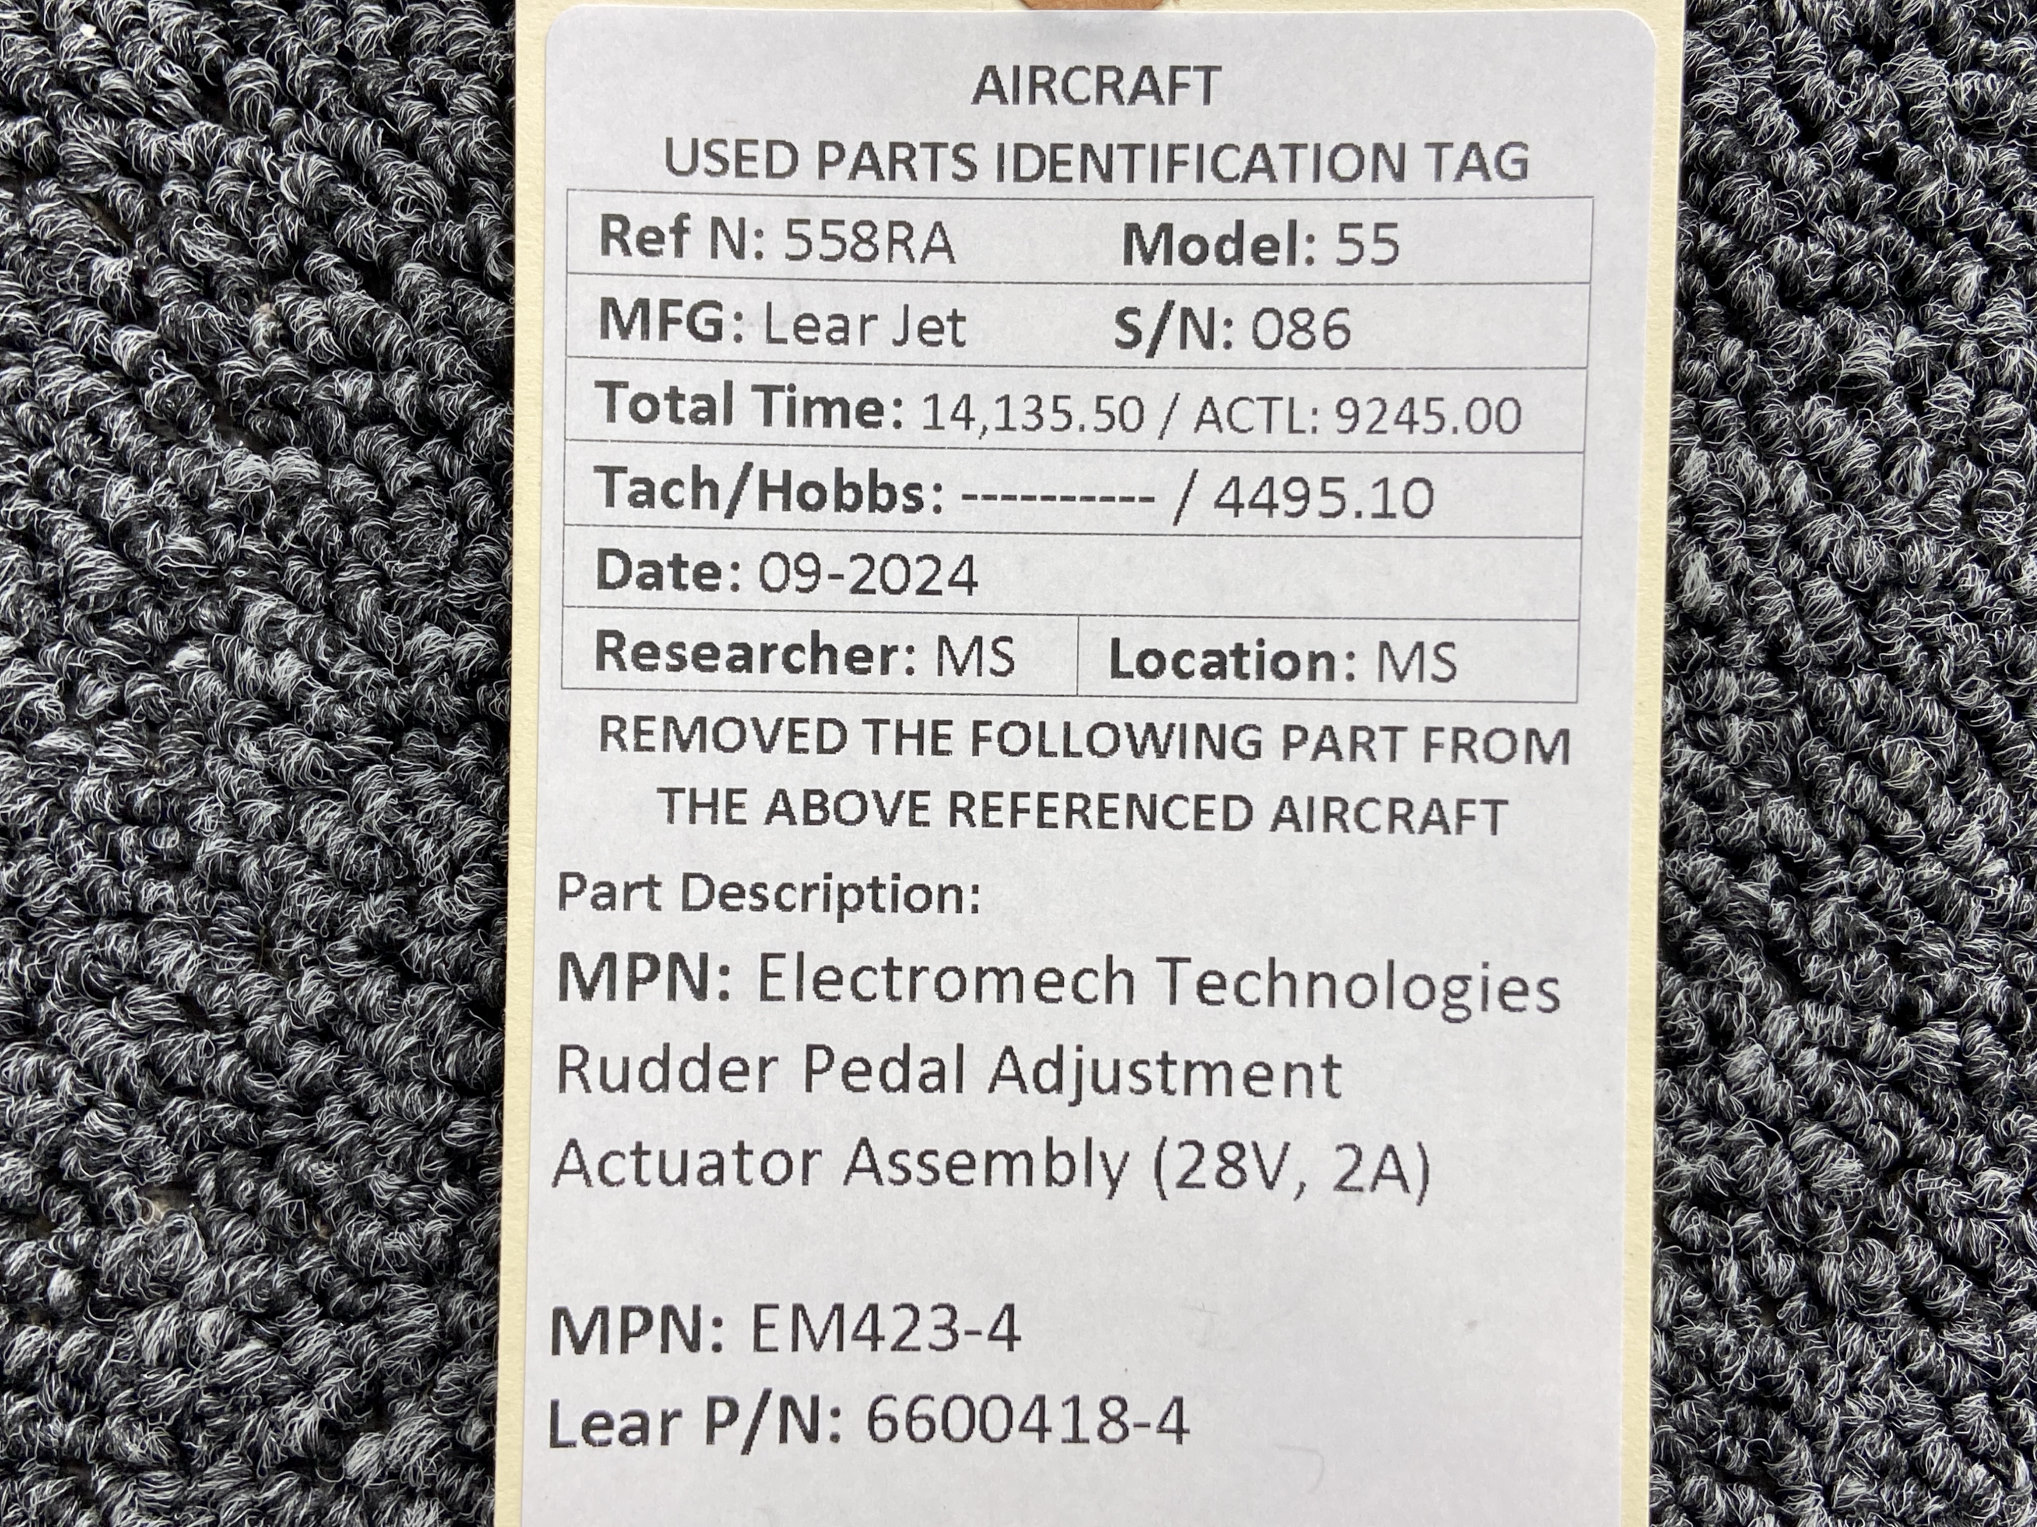 AIRCRAFT
USED PARTS IDENTIFICATION TAG
Ref N: 558RA Model: 55
MFG: Lear Jet S/N: 086
Total Time: 14,135.50 / ACTL: 9245.00
Tach/Hobbs: ---------- / 4495.10
Date: 09-2024
Researcher: MS Location: MS
REMOVED THE FOLLOWING PART FROM
THE ABOVE REFERENCED AIRCRAFT
Part Description:
MPN: Electromech Technologies
Rudder Pedal Adjustment
Actuator Assembly (28V, 2A)
MPN: EM423-4
Lear P/N: 6600418-4